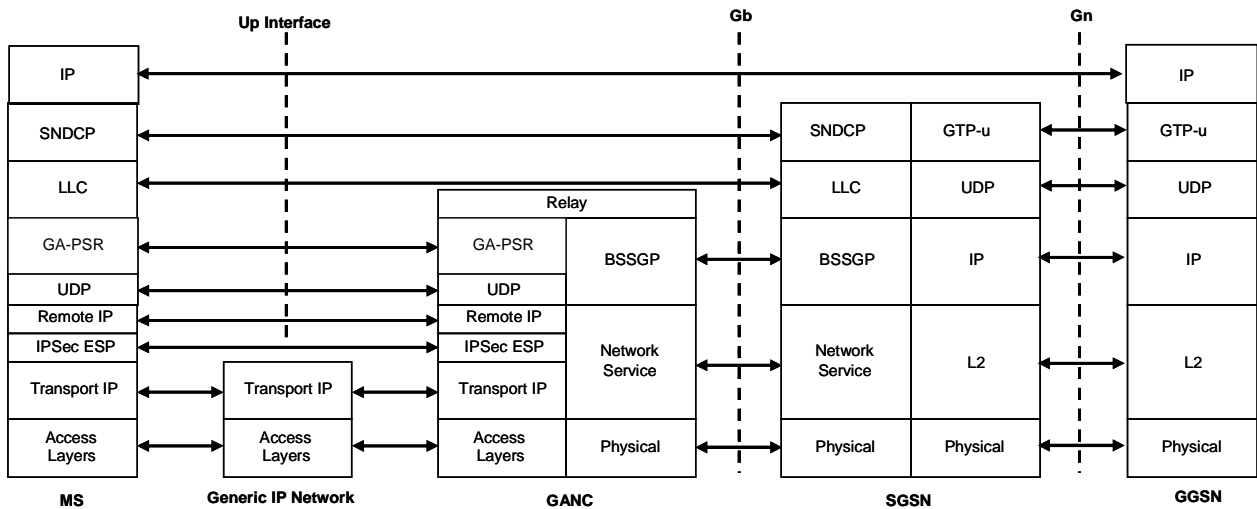 Up Interface
Gb
Gn
IP
IP
SNDCP
SNDCP
GTP-u
GTP-u
LLC
LLC
UDP
UDP
Relay
GA-PSR
GA-PSR
BSSGP
BSSGP
IP
IP
UDP
UDP
Remote IP
Remote IP
IPSec ESP
IPSec ESP
Network
Service
Network
Service
L2
L2
Transport IP
Transport IP
Transport IP
Access
Layers
Access
Layers
Access
Layers
Physical
Physical
Physical
Physical
MS
Generic IP Network
GANC
SGSN
GGSN